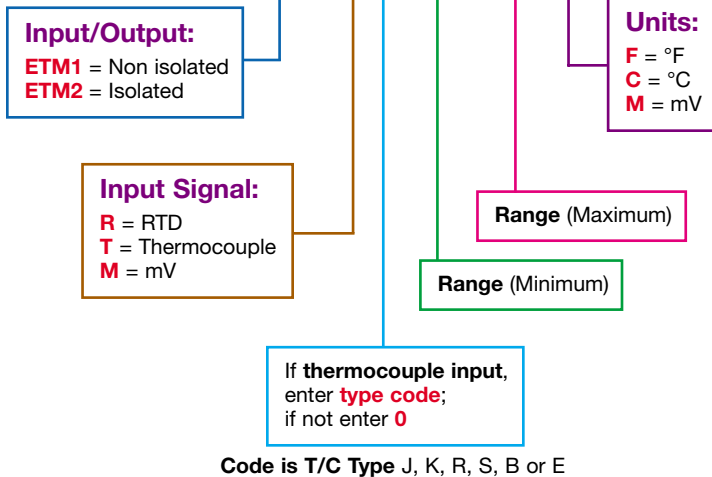 Input/Output:
ETM1 = Non isolated
ETM2 = Isolated
Units:
F = °F
C = °C
M = mV
Input Signal:
R = RTD
T = Thermocouple
M = mV
Range (Maximum)
Range (Minimum)
If thermocouple input,
enter type code;
if not enter 0
Code is T/C Type J, K, R, S, B or E